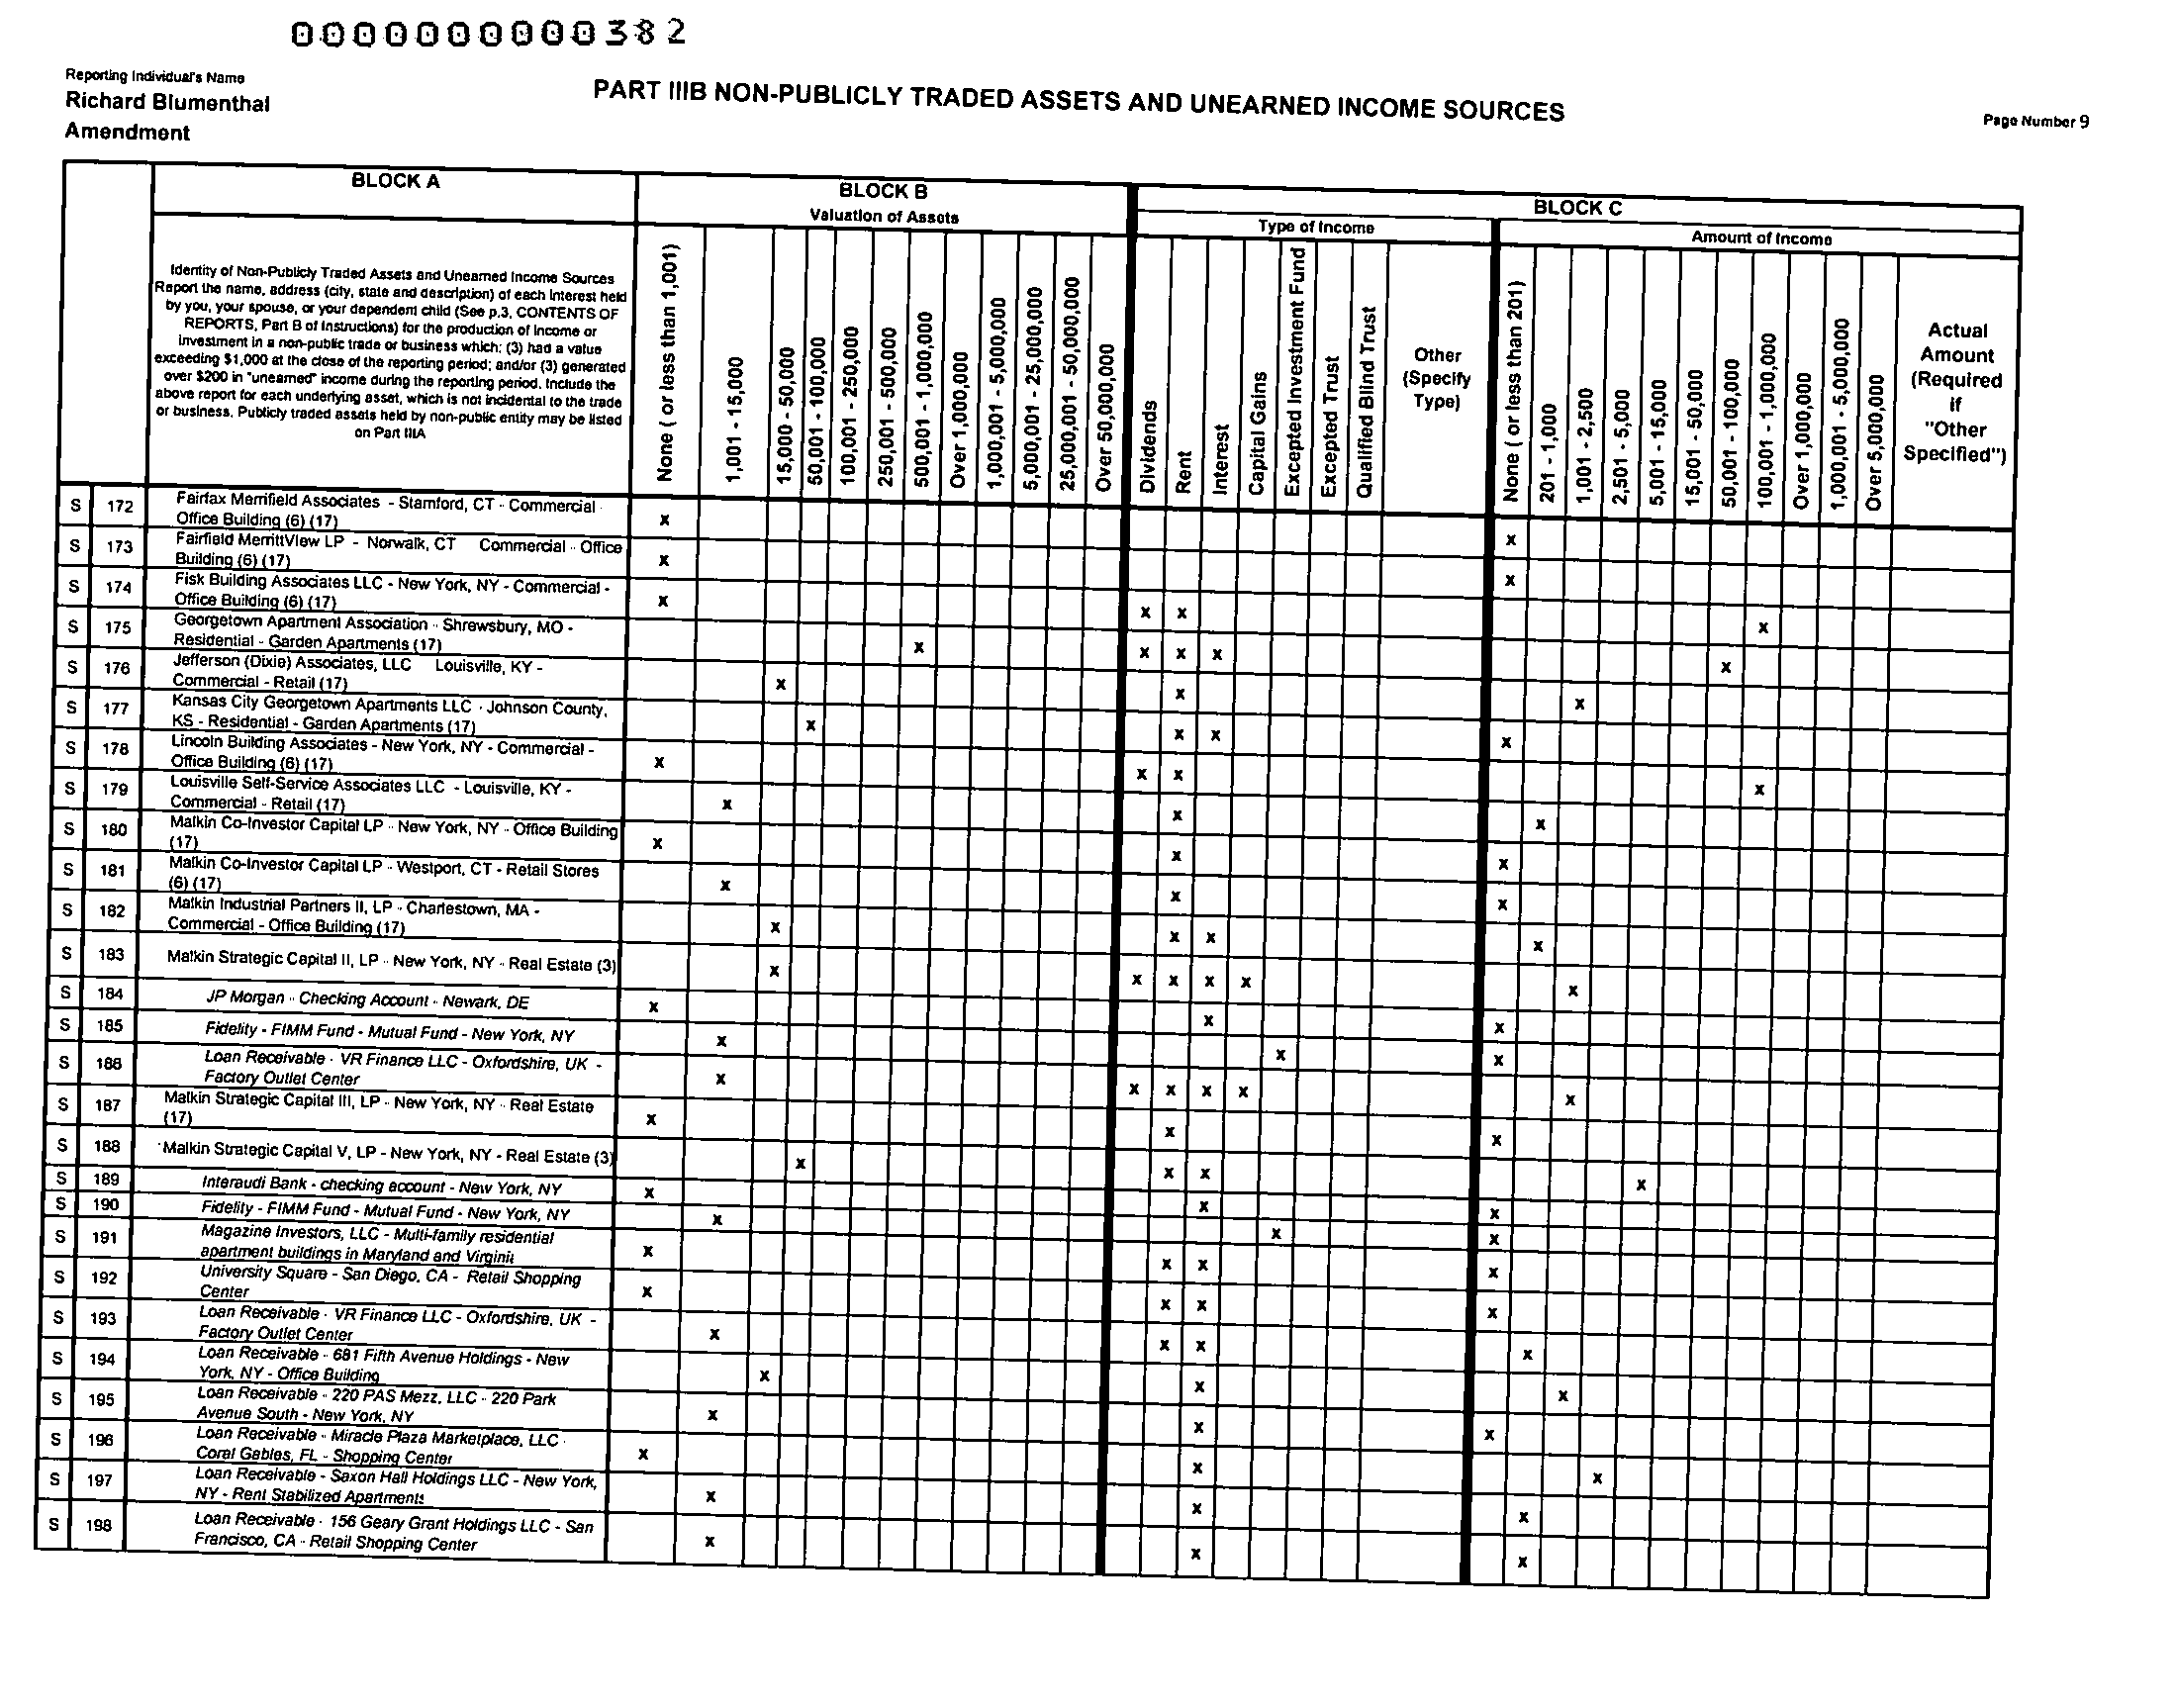 000000000382
Reporting Individual's Name
Richard Blumenthal
Amendment
PART IIIB NON-PUBLICLY TRADED ASSETS AND UNEARNED INCOME SOURCES
Page Number 9
BLOCK A
BLOCK B
Valuation of Assets
BLOCK C
Type of Income
Amount of Income
Identity of Non-Publicly Traded Assets and Unearned Income Sources
Report the name, address (city, state and description) of each interest held
by you, your spouse, or your dependent child (See p.3, CONTENTS OF
REPORTS, Part B of Instructions) for the production of income or
investment in a non-public trade or business which: (3) had a value
exceeding $1,000 at the close of the reporting period; and/or (3) generated
over $200 in "unearned" income during the reporting period. Include the
above report for each underlying asset, which is not incidental to the trade
or business. Publicly traded assets held by non-public entity may be listed
on Part IIIA
None ( or less than 1,001)
1,001 - 15,000
15,000 - 50,000
50,001 - 100,000
100,001 - 250,000
250,001 - 500,000
500,001 - 1,000,000
Over 1,000,000
1,000,001 - 5,000,000
5,000,001 - 25,000,000
25,000,001 - 50,000,000
Over 50,000,000
Dividends
Rent
Interest
Capital Gains
Excepted Investment Fund
Excepted Trust
Qualified Blind Trust
Other
(Specify
Type)
None ( or less than 201)
201 - 1,000
1,001 - 2,500
2,501 - 5,000
5,001 - 15,000
15,001 - 50,000
50,001 - 100,000
100,001 - 1,000,000
Over 1,000,000
1,000,001 - 5,000,000
Over 5,000,000
Actual
Amount
(Required
if
"Other
Specified")
S 172 Fairfax Merrifield Associates - Stamford, CT - Commercial
Office Building (6) (17) x x
S 173 Fairfield MerrittView LP - Norwalk, CT Commercial - Office
Building (6) (17) x x
S 174 Fisk Building Associates LLC - New York, NY - Commercial -
Office Building (6) (17) x x x x
S 175 Georgetown Apartment Association - Shrewsbury, MO -
Residential - Garden Apartments (17) x x x x x
S 176 Jefferson (Dixie) Associates, LLC Louisville, KY -
Commercial - Retail (17) x x x
S 177 Kansas City Georgetown Apartments LLC - Johnson County,
KS - Residential - Garden Apartments (17) x x x x
S 178 Lincoln Building Associates - New York, NY - Commercial -
Office Building (6) (17) x x x x
S 179 Louisville Self-Service Associates LLC - Louisville, KY -
Commercial - Retail (17) x x x
S 180 Malkin Co-Investor Capital LP - New York, NY - Office Building
(17) x x x
S 181 Malkin Co-Investor Capital LP - Westport, CT - Retail Stores
(6) (17) x x x
S 182 Malkin Industrial Partners II, LP - Charlestown, MA -
Commercial - Office Building (17) x x x x
S 183 Malkin Strategic Capital II, LP - New York, NY - Real Estate (3) x x x x x x
S 184 JP Morgan - Checking Account - Newark, DE x x x
S 185 Fidelity - FIMM Fund - Mutual Fund - New York, NY x x x
S 186 Loan Receivable - VR Finance LLC - Oxfordshire, UK -
Factory Outlet Center x x x x x x
S 187 Malkin Strategic Capital III, LP - New York, NY - Real Estate
(17) x x x
S 188 Malkin Strategic Capital V, LP - New York, NY - Real Estate (3) x x x x
S 189 Interaudi Bank - checking account - New York, NY x x x
S 190 Fidelity - FIMM Fund - Mutual Fund - New York, NY x x x
S 191 Magazine Investors, LLC - Multi-family residential
apartment buildings in Maryland and Virginia x x x x
S 192 University Square - San Diego, CA - Retail Shopping
Center x x x x
S 193 Loan Receivable - VR Finance LLC - Oxfordshire, UK -
Factory Outlet Center x x x x
S 194 Loan Receivable - 681 Fifth Avenue Holdings - New
York, NY - Office Building x x x
S 195 Loan Receivable - 220 PAS Mezz, LLC - 220 Park
Avenue South - New York, NY x x x
S 196 Loan Receivable - Miracle Plaza Marketplace, LLC -
Coral Gables, FL - Shopping Center x x x
S 197 Loan Receivable - Saxon Hall Holdings LLC - New York,
NY - Rent Stabilized Apartments x x x
S 198 Loan Receivable - 156 Geary Grant Holdings LLC - San
Francisco, CA - Retail Shopping Center x x x